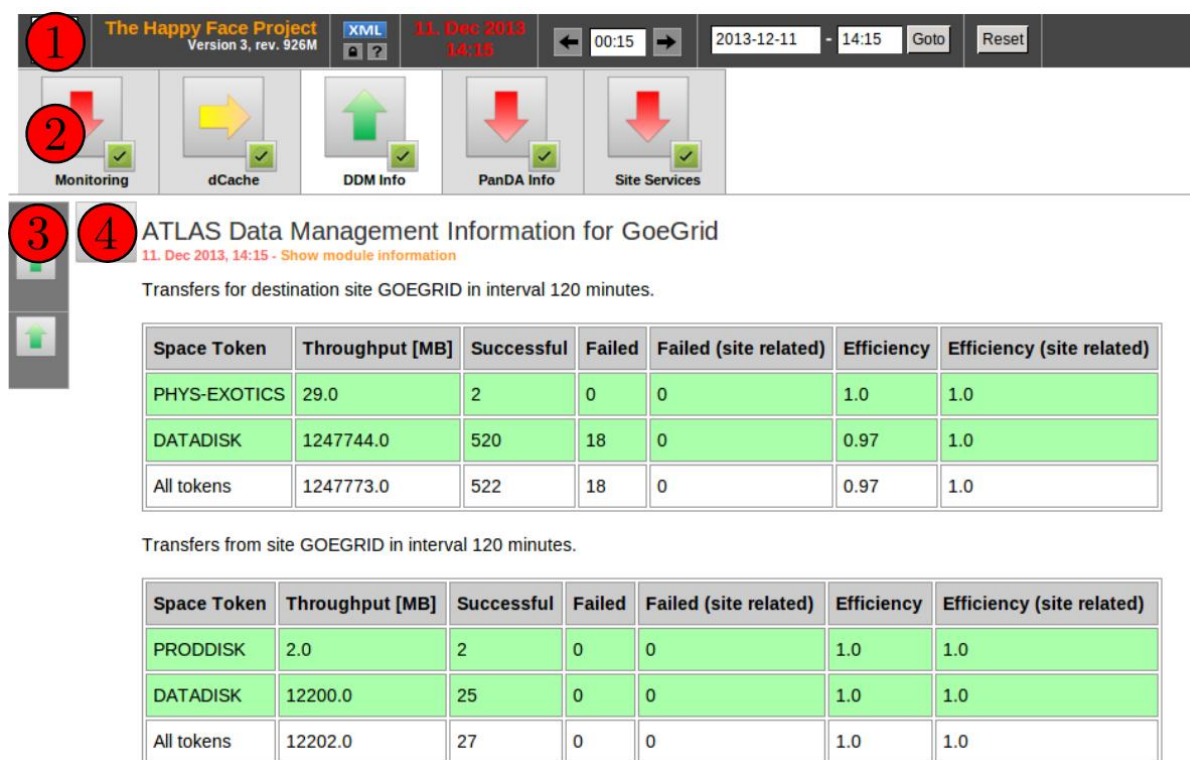 1
The Happy Face Project
Version 3, rev. 926M
XML
?
11. Dec 2013
14:15
00:15
2013-12-11 - 14:15 Goto Reset
2
Monitoring dCache DDM Info PanDA Info Site Services
3 4
ATLAS Data Management Information for GoeGrid
11. Dec 2013, 14:15 - Show module information
Transfers for destination site GOEGRID in interval 120 minutes.
Space Token Throughput [MB] Successful Failed Failed (site related) Efficiency Efficiency (site related)
PHYS-EXOTICS 29.0 2 0 0 1.0 1.0
DATADISK 1247744.0 520 18 0 0.97 1.0
All tokens 1247773.0 522 18 0 0.97 1.0
Transfers from site GOEGRID in interval 120 minutes.
Space Token Throughput [MB] Successful Failed Failed (site related) Efficiency Efficiency (site related)
PRODDISK 2.0 2 0 0 1.0 1.0
DATADISK 12200.0 25 0 0 1.0 1.0
All tokens 12202.0 27 0 0 1.0 1.0